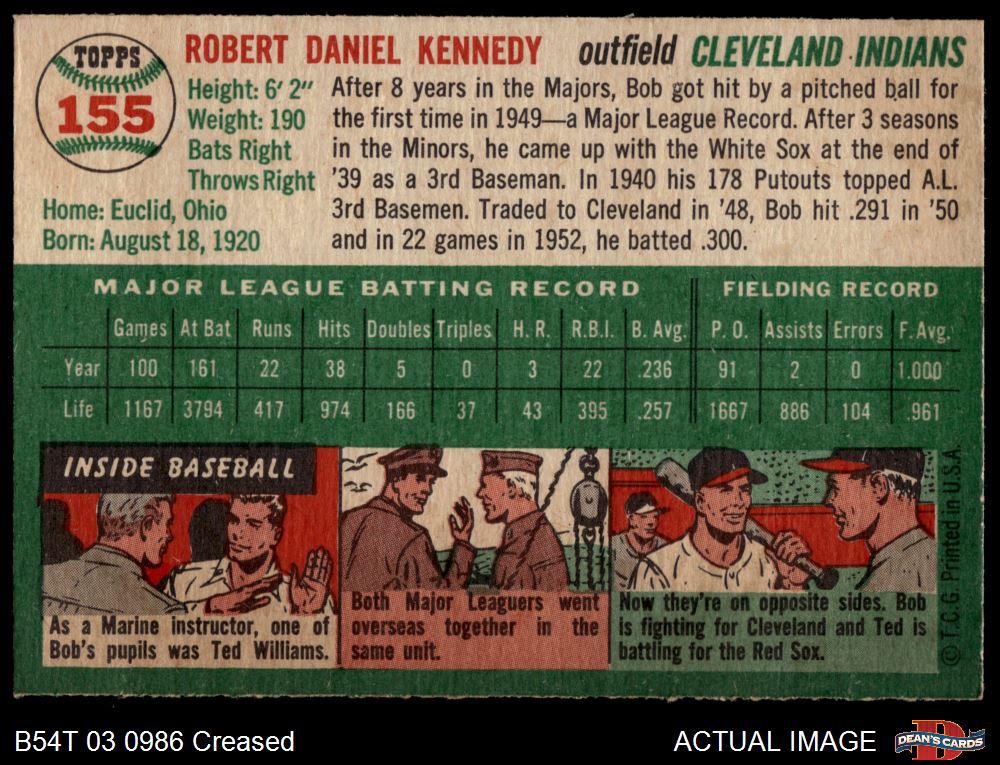 TOPPS
155
ROBERT DANIEL KENNEDY outfield CLEVELAND INDIANS
Height: 6' 2"
Weight: 190
Bats Right
Throws Right
Home: Euclid, Ohio
Born: August 18, 1920
After 8 years in the Majors, Bob got hit by a pitched ball for
the first time in 1949—a Major League Record. After 3 seasons
in the Minors, he came up with the White Sox at the end of
'39 as a 3rd Baseman. In 1940 his 178 Putouts topped A.L.
3rd Basemen. Traded to Cleveland in '48, Bob hit .291 in '50
and in 22 games in 1952, he batted .300.
MAJOR LEAGUE BATTING RECORD FIELDING RECORD
Games At Bat Runs Hits Doubles Triples H. R. R.B.I. B. Avg. P. O. Assists Errors F. Avg.
Year 100 161 22 38 5 0 3 22 .236 91 2 0 1.000
Life 1167 3794 417 974 166 37 43 395 .257 1667 886 104 .961
INSIDE BASEBALL
As a Marine instructor, one of
Bob's pupils was Ted Williams.
Both Major Leaguers went
overseas together in the
same unit.
Now they're on opposite sides. Bob
is fighting for Cleveland and Ted is
battling for the Red Sox.
© T.C.G. Printed in U.S.A.
B54T 03 0986 Creased
ACTUAL IMAGE
DEAN'S CARDS